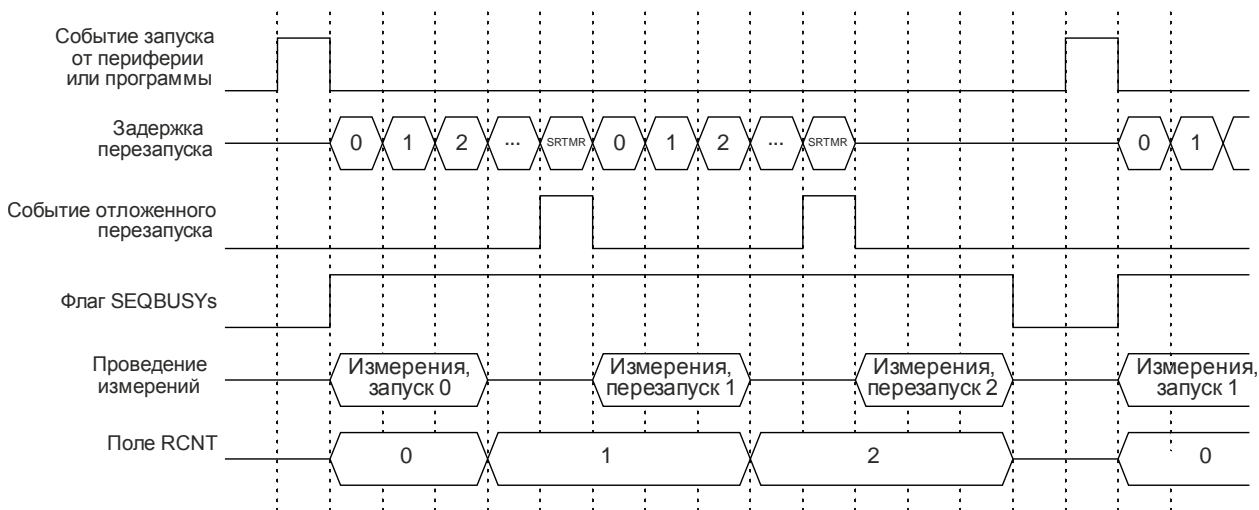 Событие запуска
от периферии
или программы
Задержка
перезапуска
0 1 2 ... SRTMR 0 1 2 ... SRTMR 0 1
Событие отложенного
перезапуска
Флаг SEQBUSYs
Проведение
измерений
Измерения,
запуск 0
Измерения,
перезапуск 1
Измерения,
перезапуск 2
Измерения,
запуск 1
Поле RCNT
0 1 2 0